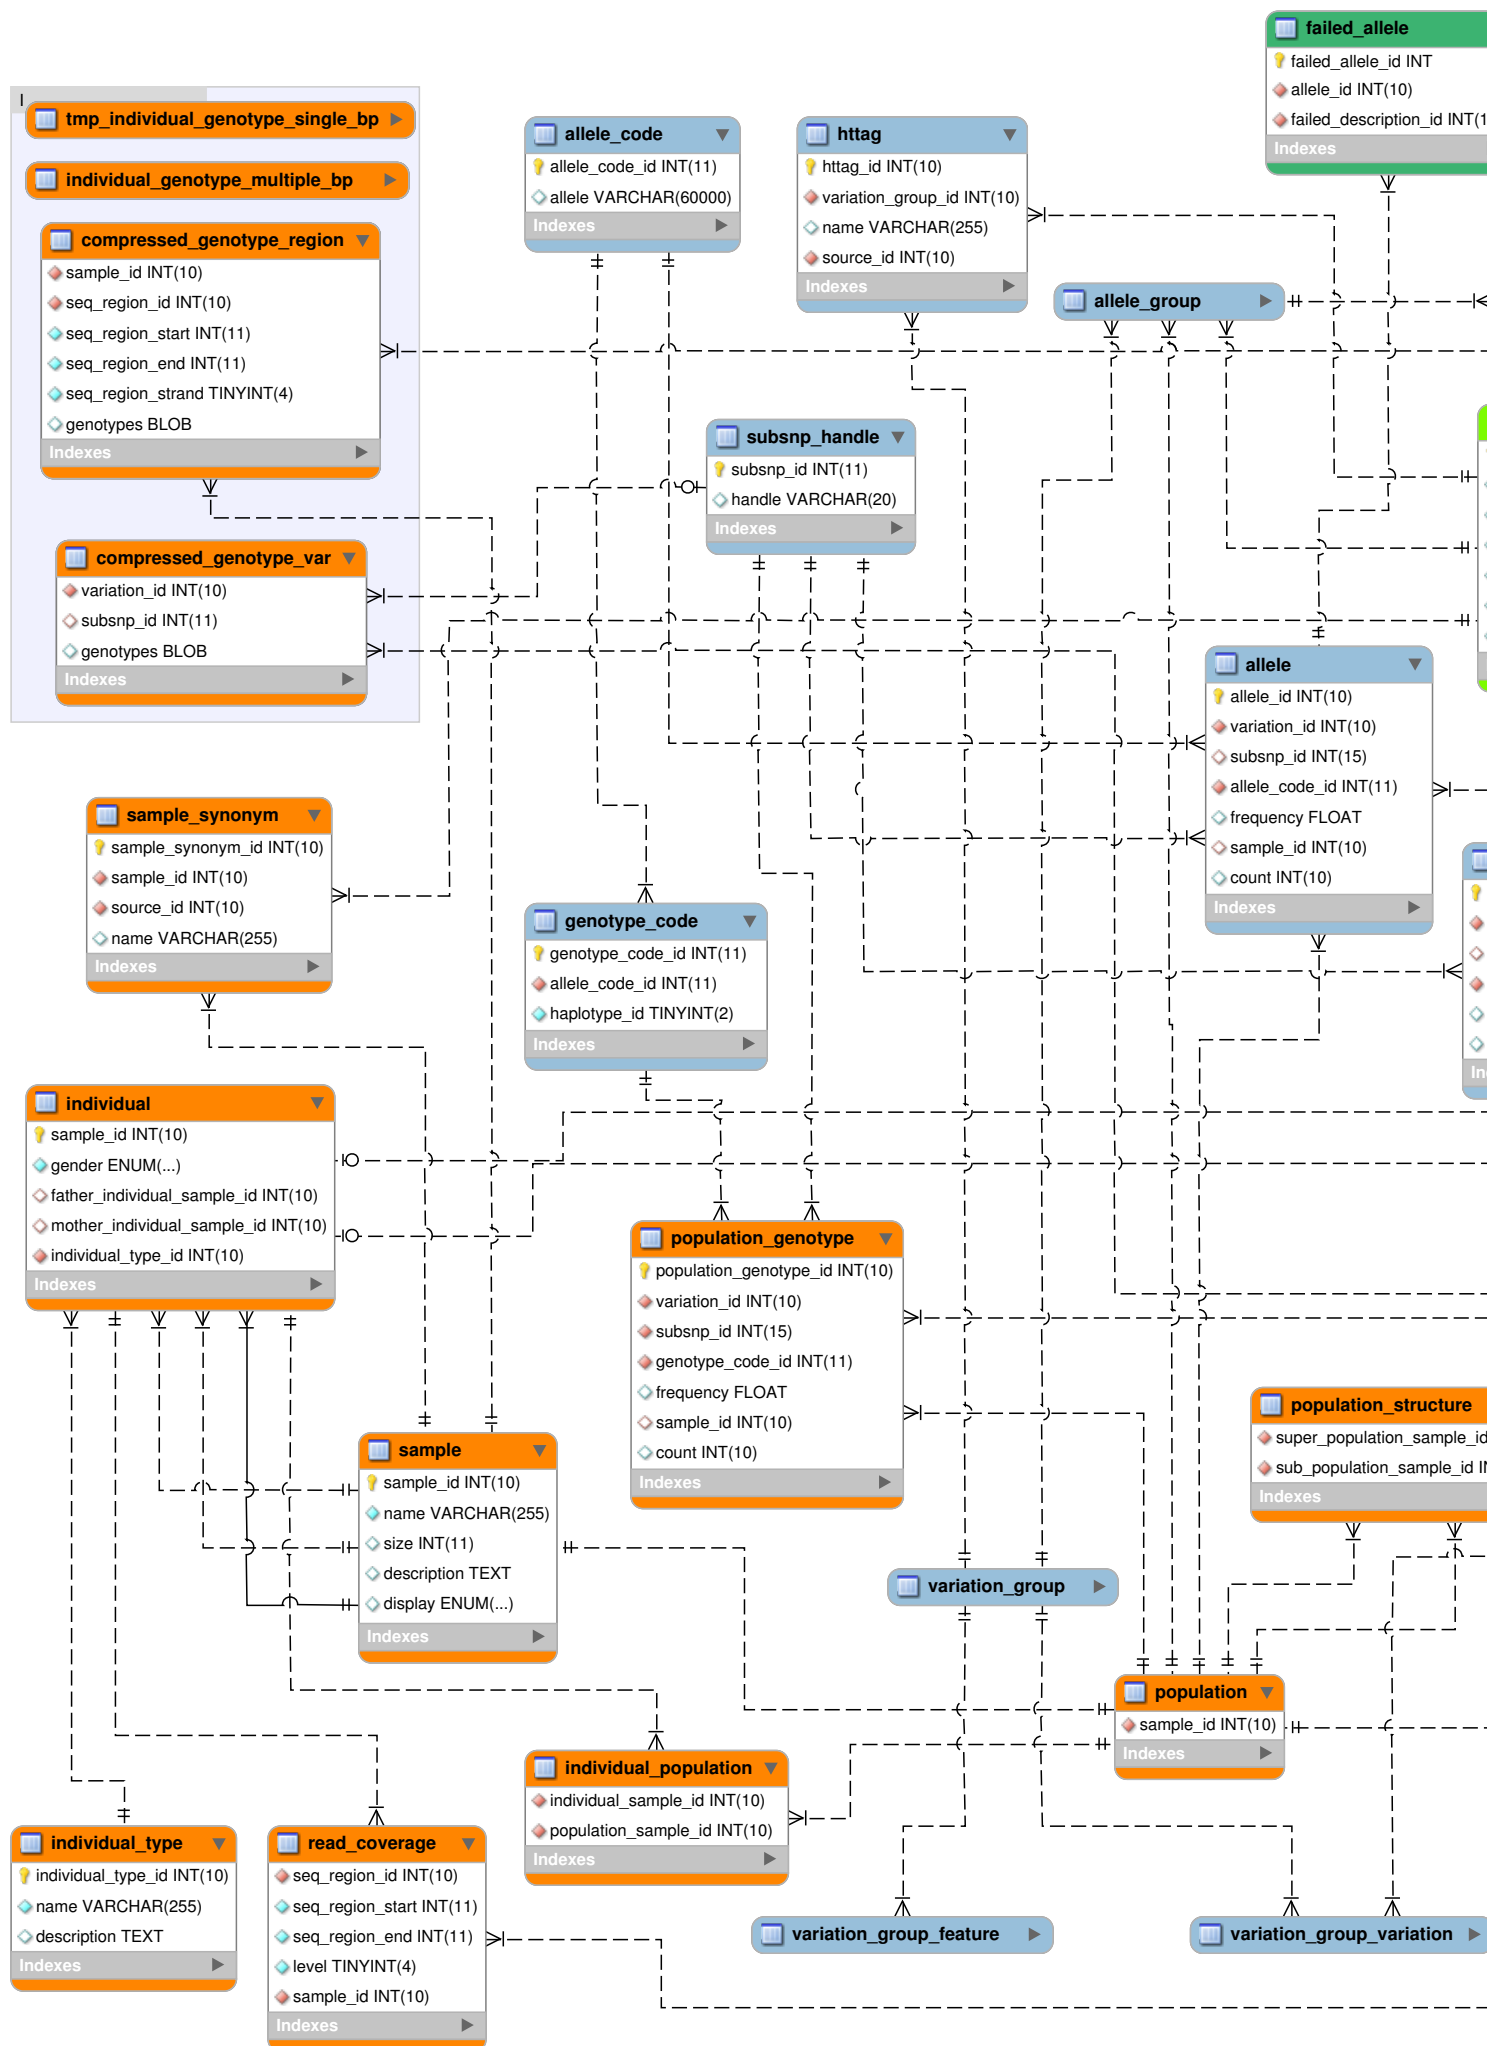 failed_allele
failed_allele_id INT
allele_id INT(10)
failed_description_id INT(1
Indexes
I
tmp_individual_genotype_single_bp
individual_genotype_multiple_bp
compressed_genotype_region
sample_id INT(10)
seq_region_id INT(10)
seq_region_start INT(11)
seq_region_end INT(11)
seq_region_strand TINYINT(4)
genotypes BLOB
Indexes
compressed_genotype_var
variation_id INT(10)
subsnp_id INT(11)
genotypes BLOB
Indexes
allele_code
allele_code_id INT(11)
allele VARCHAR(60000)
Indexes
httag
httag_id INT(10)
variation_group_id INT(10)
name VARCHAR(255)
source_id INT(10)
Indexes
allele_group
subsnp_handle
subsnp_id INT(11)
handle VARCHAR(20)
Indexes
allele
allele_id INT(10)
variation_id INT(10)
subsnp_id INT(15)
allele_code_id INT(11)
frequency FLOAT
sample_id INT(10)
count INT(10)
Indexes
sample_synonym
sample_synonym_id INT(10)
sample_id INT(10)
source_id INT(10)
name VARCHAR(255)
Indexes
genotype_code
genotype_code_id INT(11)
allele_code_id INT(11)
haplotype_id TINYINT(2)
Indexes
In
individual
sample_id INT(10)
gender ENUM(...)
father_individual_sample_id INT(10)
mother_individual_sample_id INT(10)
individual_type_id INT(10)
Indexes
population_genotype
population_genotype_id INT(10)
variation_id INT(10)
subsnp_id INT(15)
genotype_code_id INT(11)
frequency FLOAT
sample_id INT(10)
count INT(10)
Indexes
population_structure
super_population_sample_id
sub_population_sample_id IN
Indexes
sample
sample_id INT(10)
name VARCHAR(255)
size INT(11)
description TEXT
display ENUM(...)
Indexes
variation_group
population
sample_id INT(10)
Indexes
individual_population
individual_sample_id INT(10)
population_sample_id INT(10)
Indexes
individual_type
individual_type_id INT(10)
name VARCHAR(255)
description TEXT
Indexes
read_coverage
seq_region_id INT(10)
seq_region_start INT(11)
seq_region_end INT(11)
level TINYINT(4)
sample_id INT(10)
Indexes
variation_group_feature
variation_group_variation